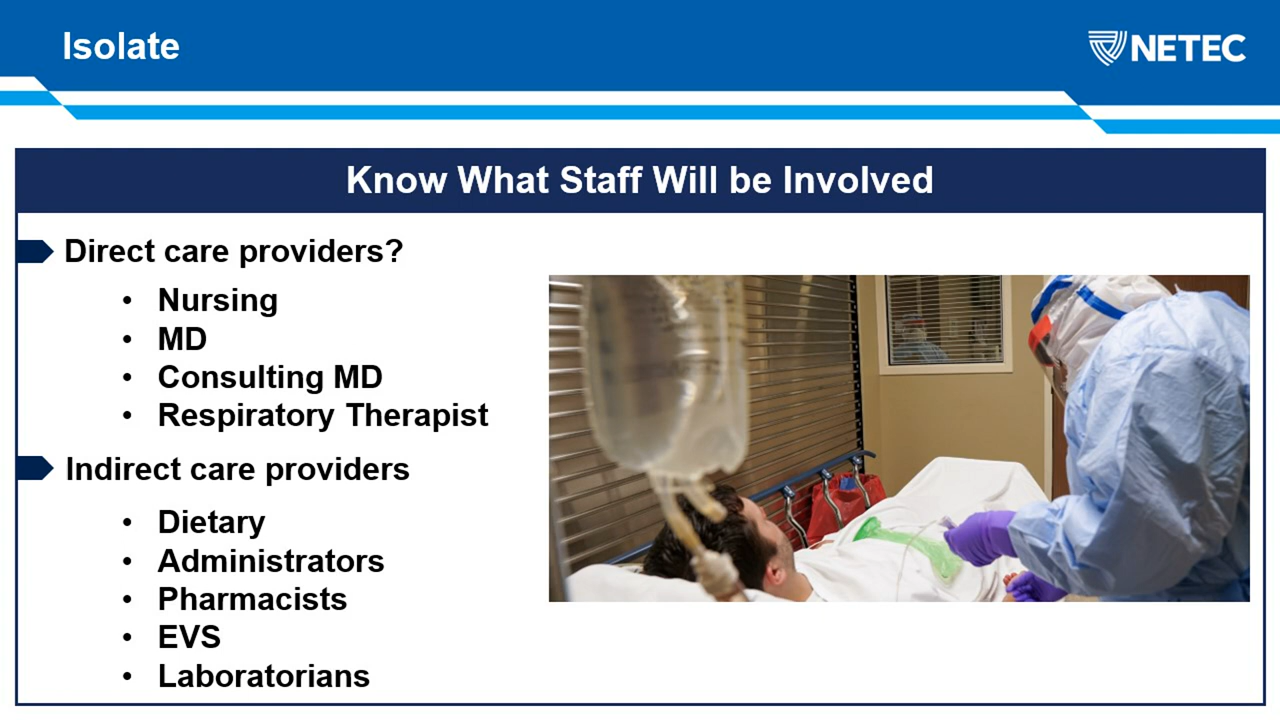 Isolate
NETEC
Know What Staff Will be Involved
Direct care providers?
• Nursing
• MD
• Consulting MD
• Respiratory Therapist
Indirect care providers
• Dietary
• Administrators
• Pharmacists
• EVS
• Laboratorians